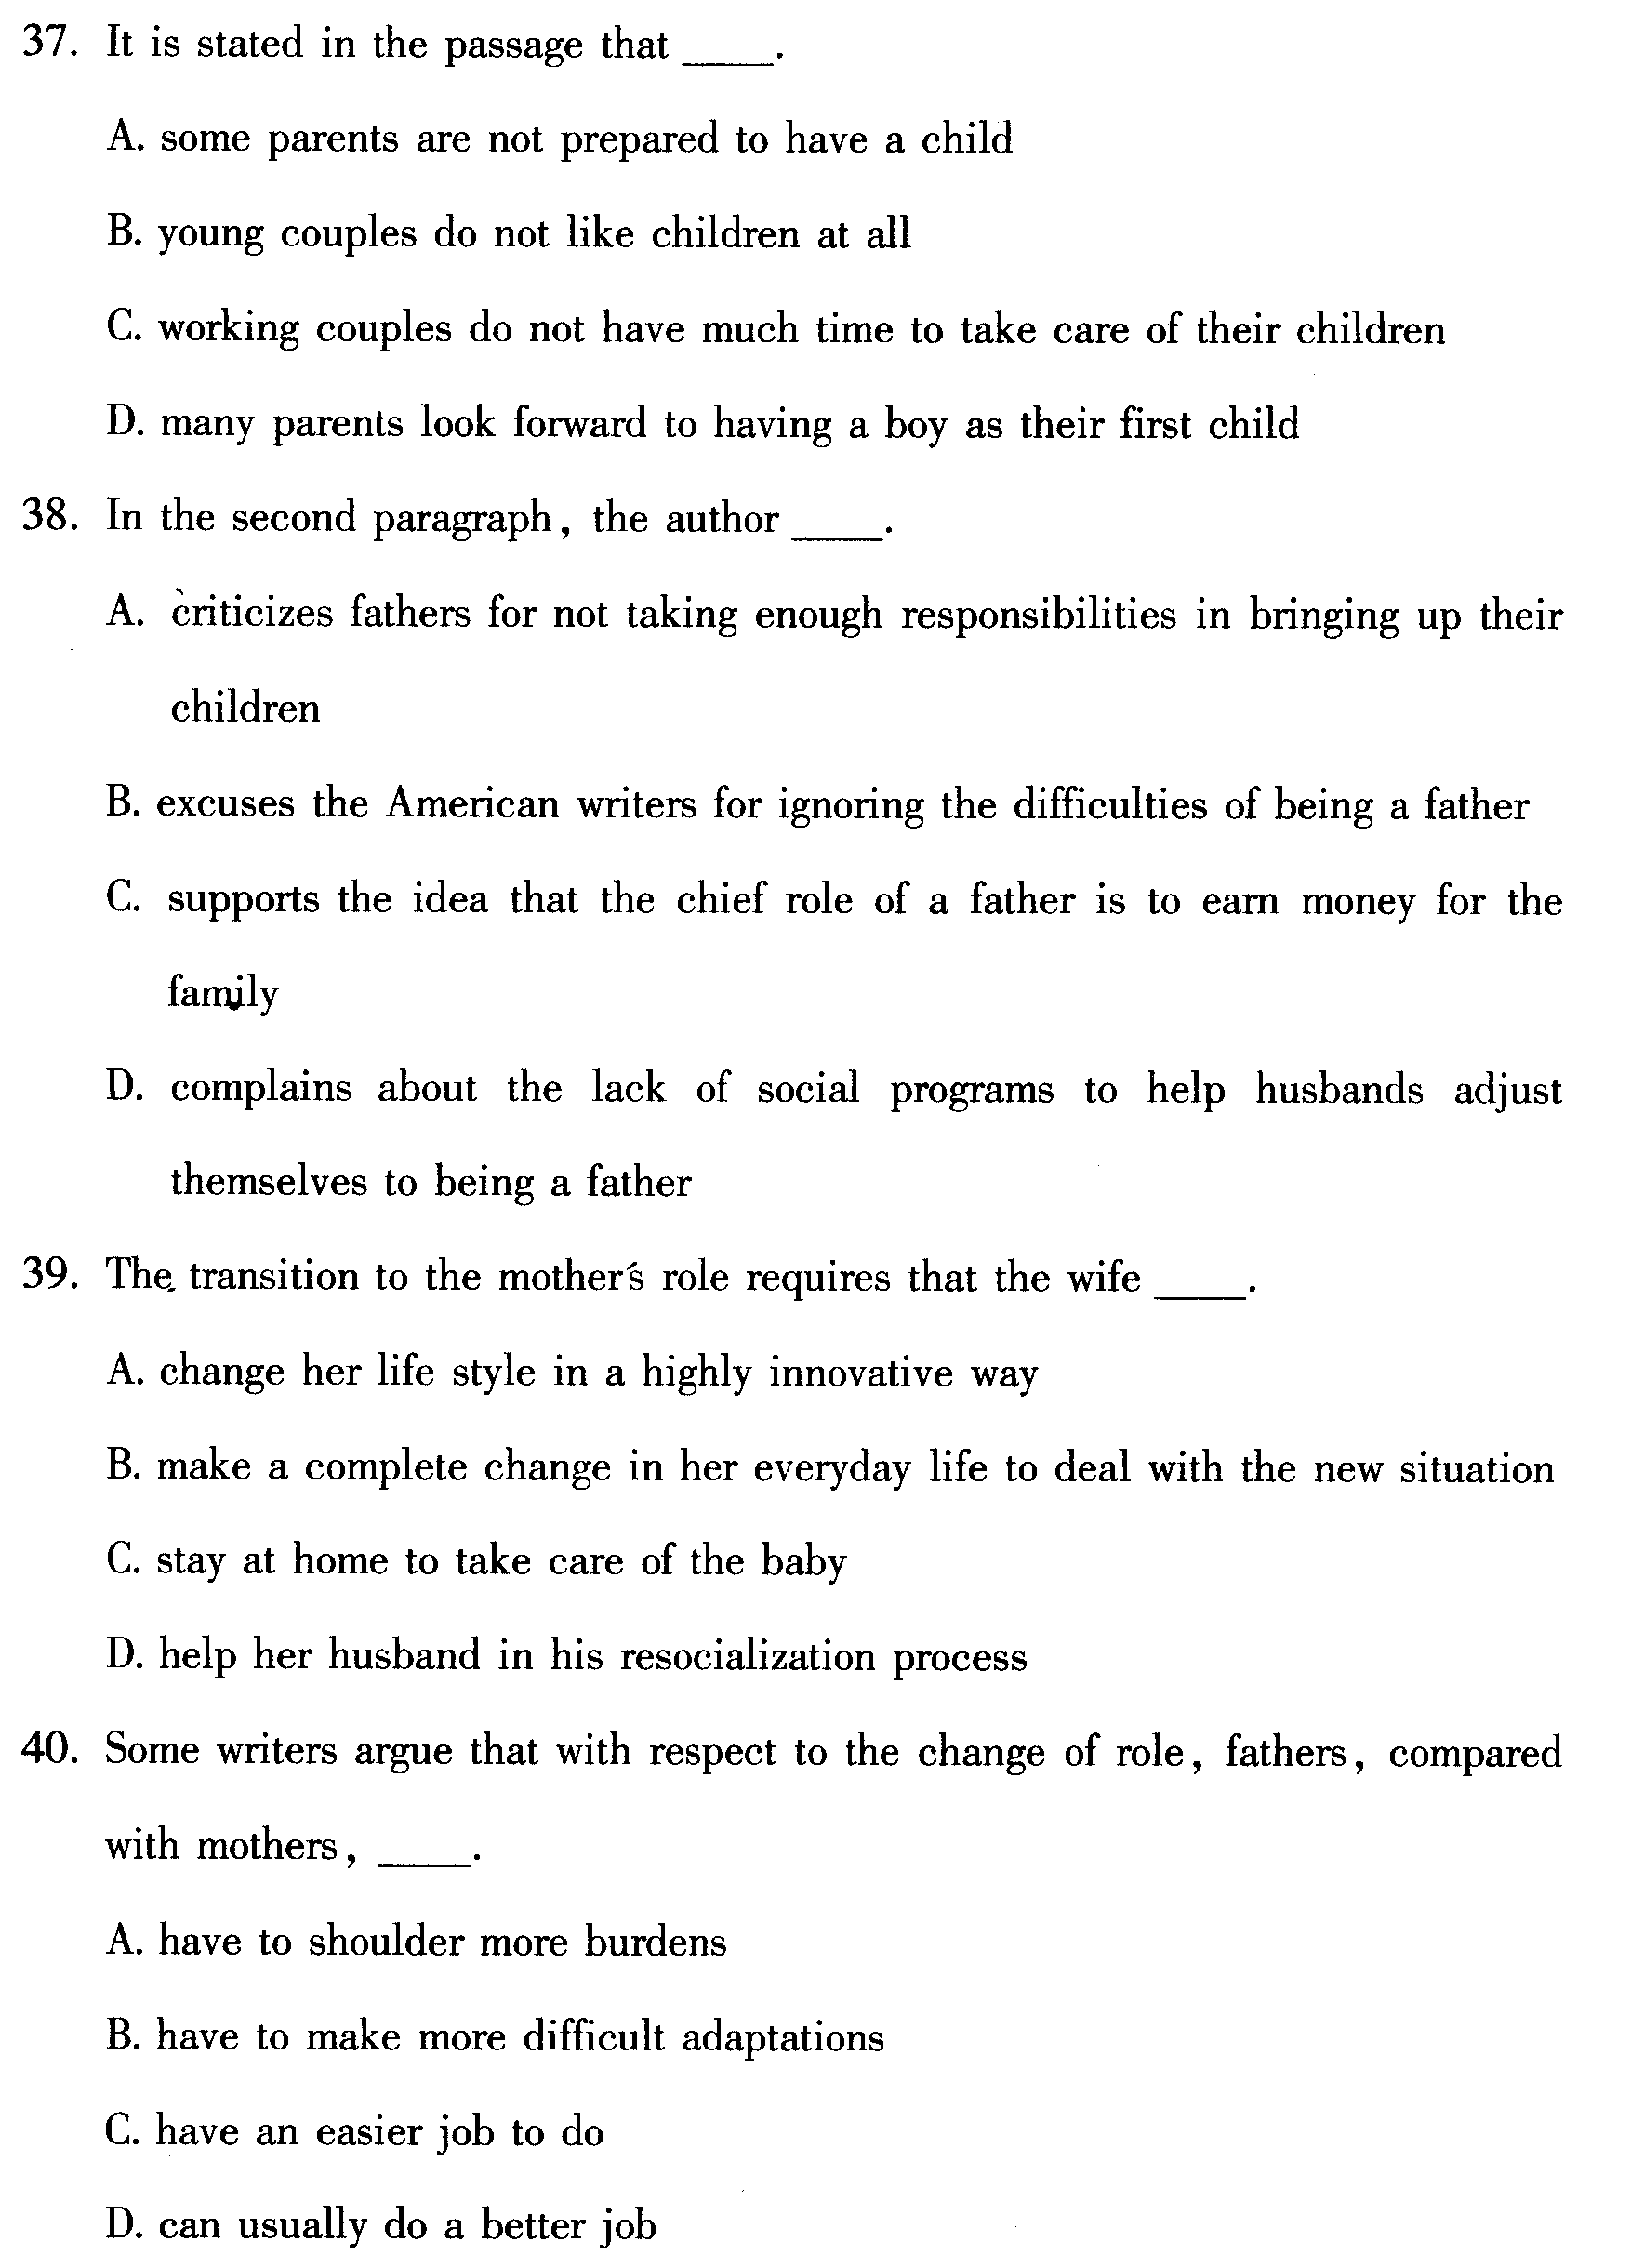 37. It is stated in the passage that ____.
A. some parents are not prepared to have a child
B. young couples do not like children at all
C. working couples do not have much time to take care of their children
D. many parents look forward to having a boy as their first child
38. In the second paragraph, the author ____.
A. criticizes fathers for not taking enough responsibilities in bringing up their
children
B. excuses the American writers for ignoring the difficulties of being a father
C. supports the idea that the chief role of a father is to earn money for the
family
D. complains about the lack of social programs to help husbands adjust
themselves to being a father
39. The transition to the mother's role requires that the wife ____.
A. change her life style in a highly innovative way
B. make a complete change in her everyday life to deal with the new situation
C. stay at home to take care of the baby
D. help her husband in his resocialization process
40. Some writers argue that with respect to the change of role, fathers, compared
with mothers, ____.
A. have to shoulder more burdens
B. have to make more difficult adaptations
C. have an easier job to do
D. can usually do a better job